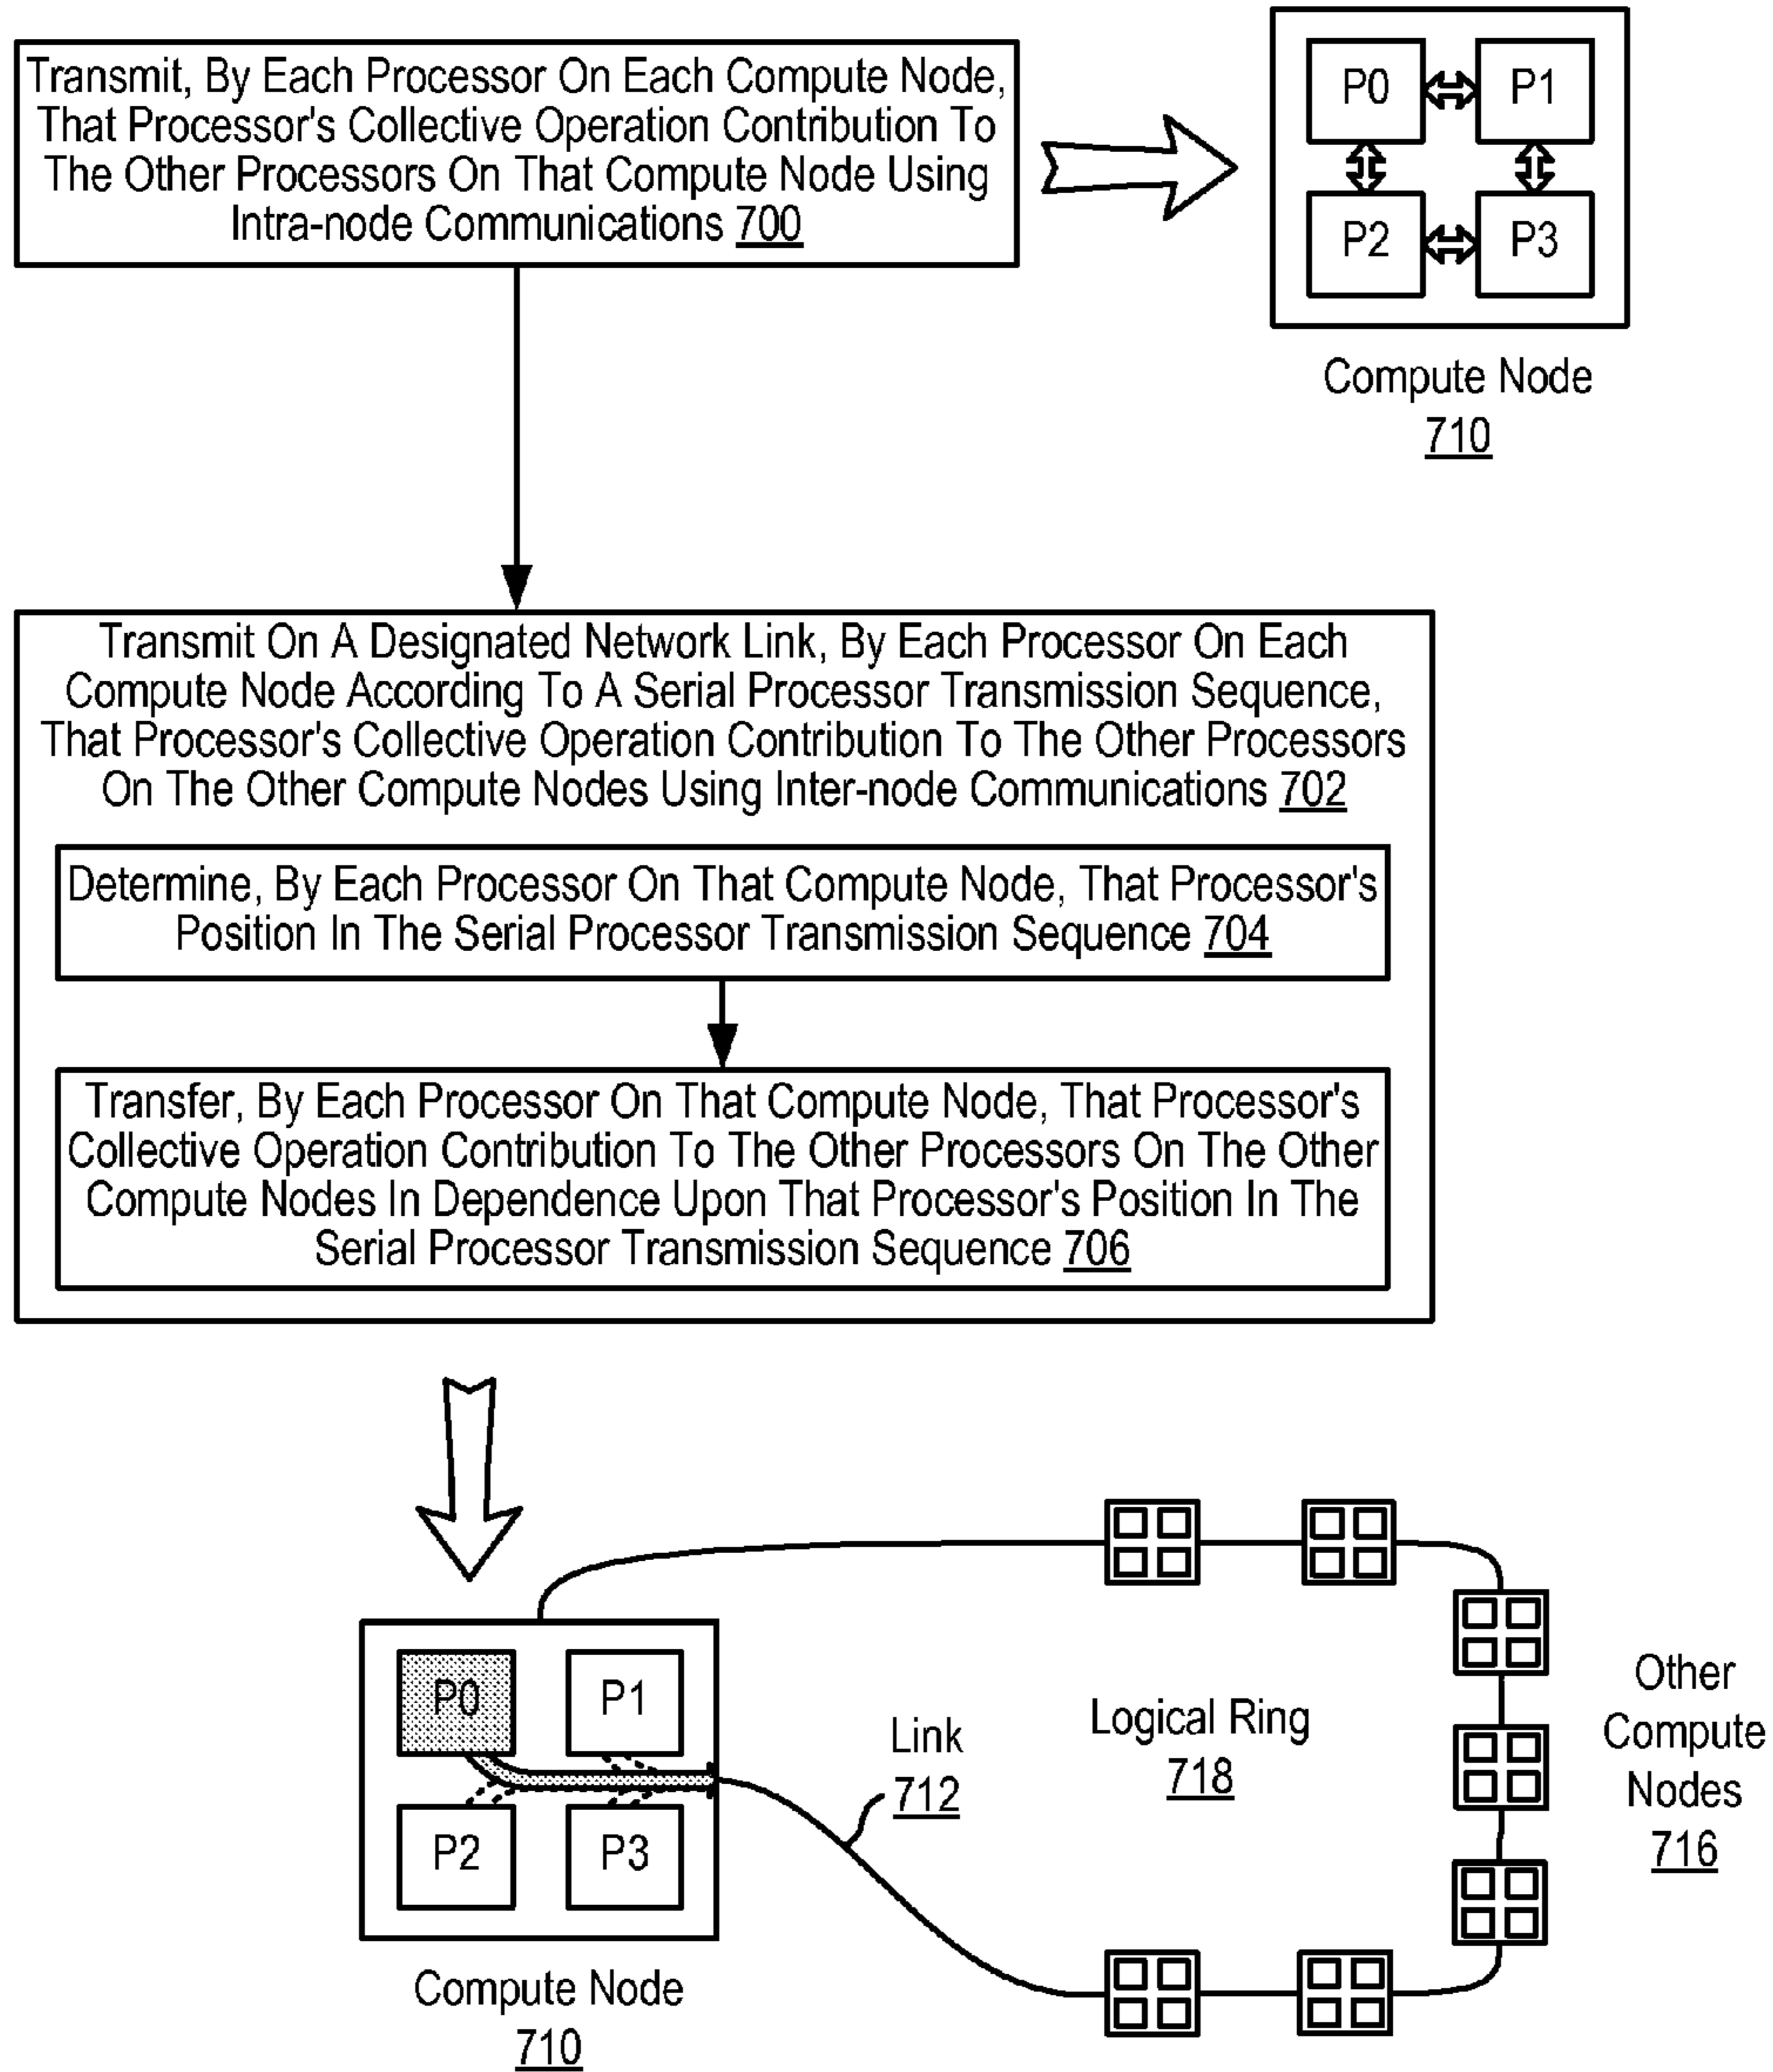 Transmit, By Each Processor On Each Compute Node,
That Processor's Collective Operation Contribution To
The Other Processors On That Compute Node Using
Intra-node Communications 700
P0
P1
P2
P3
Compute Node
710
Transmit On A Designated Network Link, By Each Processor On Each
Compute Node According To A Serial Processor Transmission Sequence,
That Processor's Collective Operation Contribution To The Other Processors
On The Other Compute Nodes Using Inter-node Communications 702
Determine, By Each Processor On That Compute Node, That Processor's
Position In The Serial Processor Transmission Sequence 704
Transfer, By Each Processor On That Compute Node, That Processor's
Collective Operation Contribution To The Other Processors On The Other
Compute Nodes In Dependence Upon That Processor's Position In The
Serial Processor Transmission Sequence 706
P0
P1
P2
P3
Compute Node
710
Link
712
Logical Ring
718
Other
Compute
Nodes
716